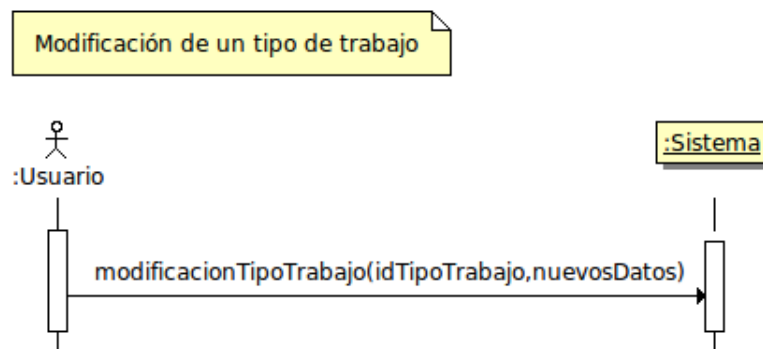 Modificación de un tipo de trabajo
:Usuario
:Sistema
modificacionTipoTrabajo(idTipoTrabajo,nuevosDatos)